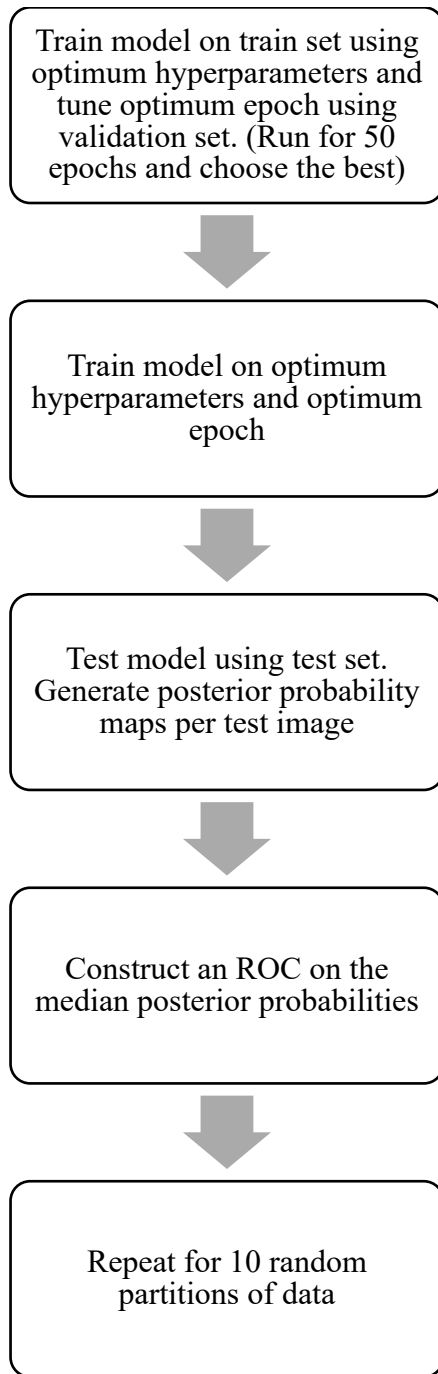 Train model on train set using
optimum hyperparameters and
tune optimum epoch using
validation set. (Run for 50
epochs and choose the best)
Train model on optimum
hyperparameters and optimum
epoch
Test model using test set.
Generate posterior probability
maps per test image
Construct an ROC on the
median posterior probabilities
Repeat for 10 random
partitions of data